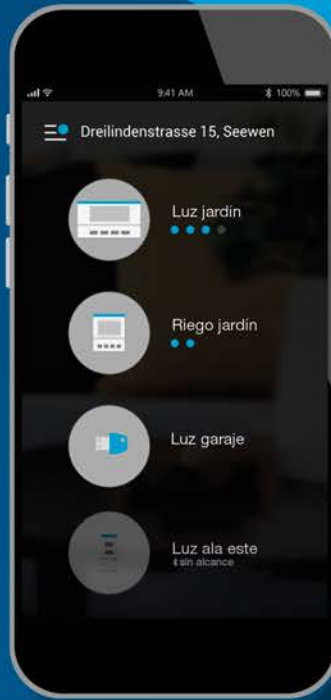 9:41 AM
100%
Dreilindenstrasse 15, Seewen
Luz jardín
Riego jardín
Luz garaje
Luz ala este
sin alcance